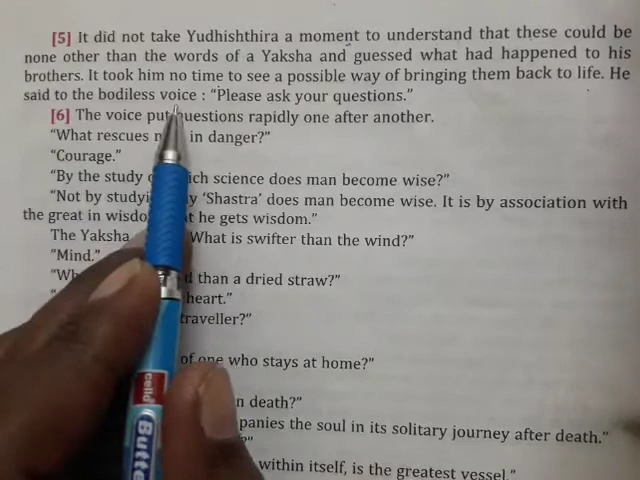 [5] It did not take Yudhishthira a moment to understand that these could be
none other than the words of a Yaksha and guessed what had happened to his
brothers. It took him no time to see a possible way of bringing them back to life. He
said to the bodiless voice : “Please ask your questions.”
[6] The voice put questions rapidly one after another.
“What rescues in danger?”
“Courage.”
“By the study science does man become wise?”
“Not by ‘Shastra’ does man become wise. It is by association with
the great in he gets wisdom.”
The Yaksha What is swifter than the wind?”
“Mind.”
than a dried straw?”
heart.”
traveller?”
of one who stays at home?”
death?”
the soul in its solitary journey after death.”
within itself, is the greatest vessel.”
cello
Butte